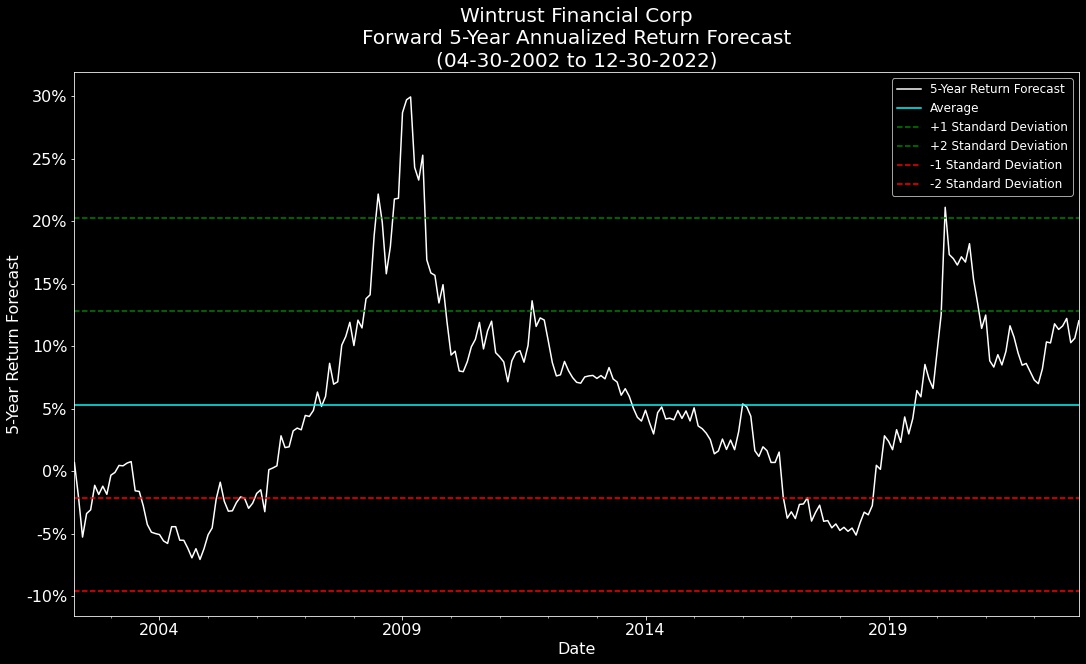 Wintrust Financial Corp
Forward 5-Year Annualized Return Forecast
(04-30-2002 to 12-30-2022)
5-Year Return Forecast
Average
+1 Standard Deviation
+2 Standard Deviation
-1 Standard Deviation
-2 Standard Deviation
30%
25%
20%
15%
10%
5%
0%
-5%
-10%
5-Year Return Forecast
2004 2009 2014 2019
Date